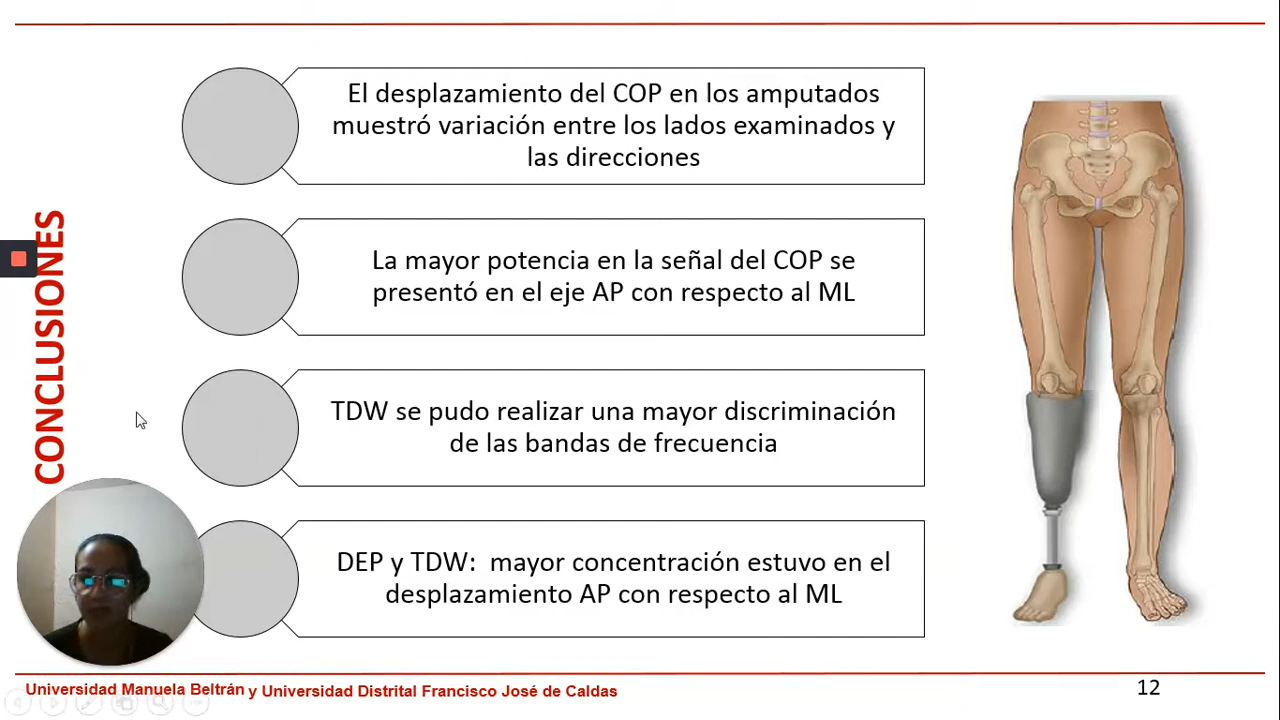 CONCLUSIONES
El desplazamiento del COP en los amputados
muestró variación entre los lados examinados y
las direcciones
La mayor potencia en la señal del COP se
presentó en el eje AP con respecto al ML
TDW se pudo realizar una mayor discriminación
de las bandas de frecuencia
DEP y TDW:  mayor concentración estuvo en el
desplazamiento AP con respecto al ML
Universidad Manuela Beltrán y Universidad Distrital Francisco José de Caldas
12